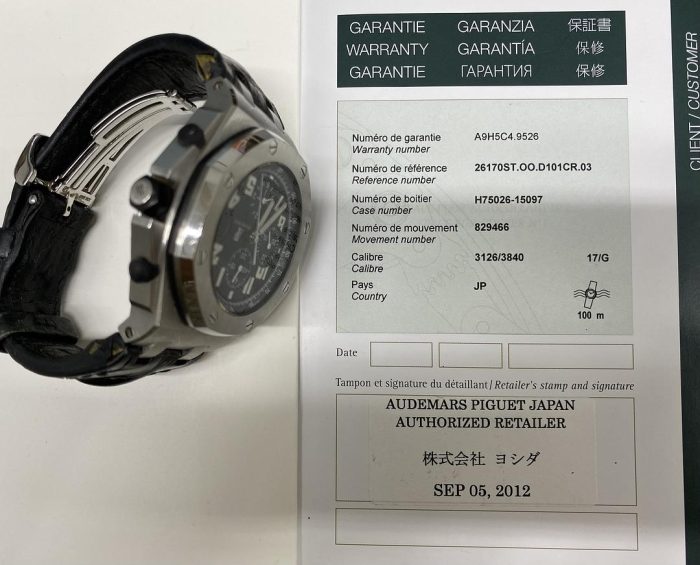 GARANTIE GARANZIA 保証書
WARRANTY GARANTÍA 保修
GARANTIE ГАРАНТИЯ 保修
Numéro de garantie A9H5C4.9526
Warranty number
Numéro de référence 26170ST.OO.D101CR.03
Reference number
Numéro de boitier H75026-15097
Case number
Numéro de mouvement 829466
Movement number
Calibre 3126/3840 17/G
Calibre
Pays JP
Country
100 m
Date
Tampon et signature du détaillant / Retailer's stamp and signature
AUDEMARS PIGUET JAPAN
AUTHORIZED RETAILER
株式会社 ヨシダ
SEP 05, 2012
CLIENT / CUSTOMER